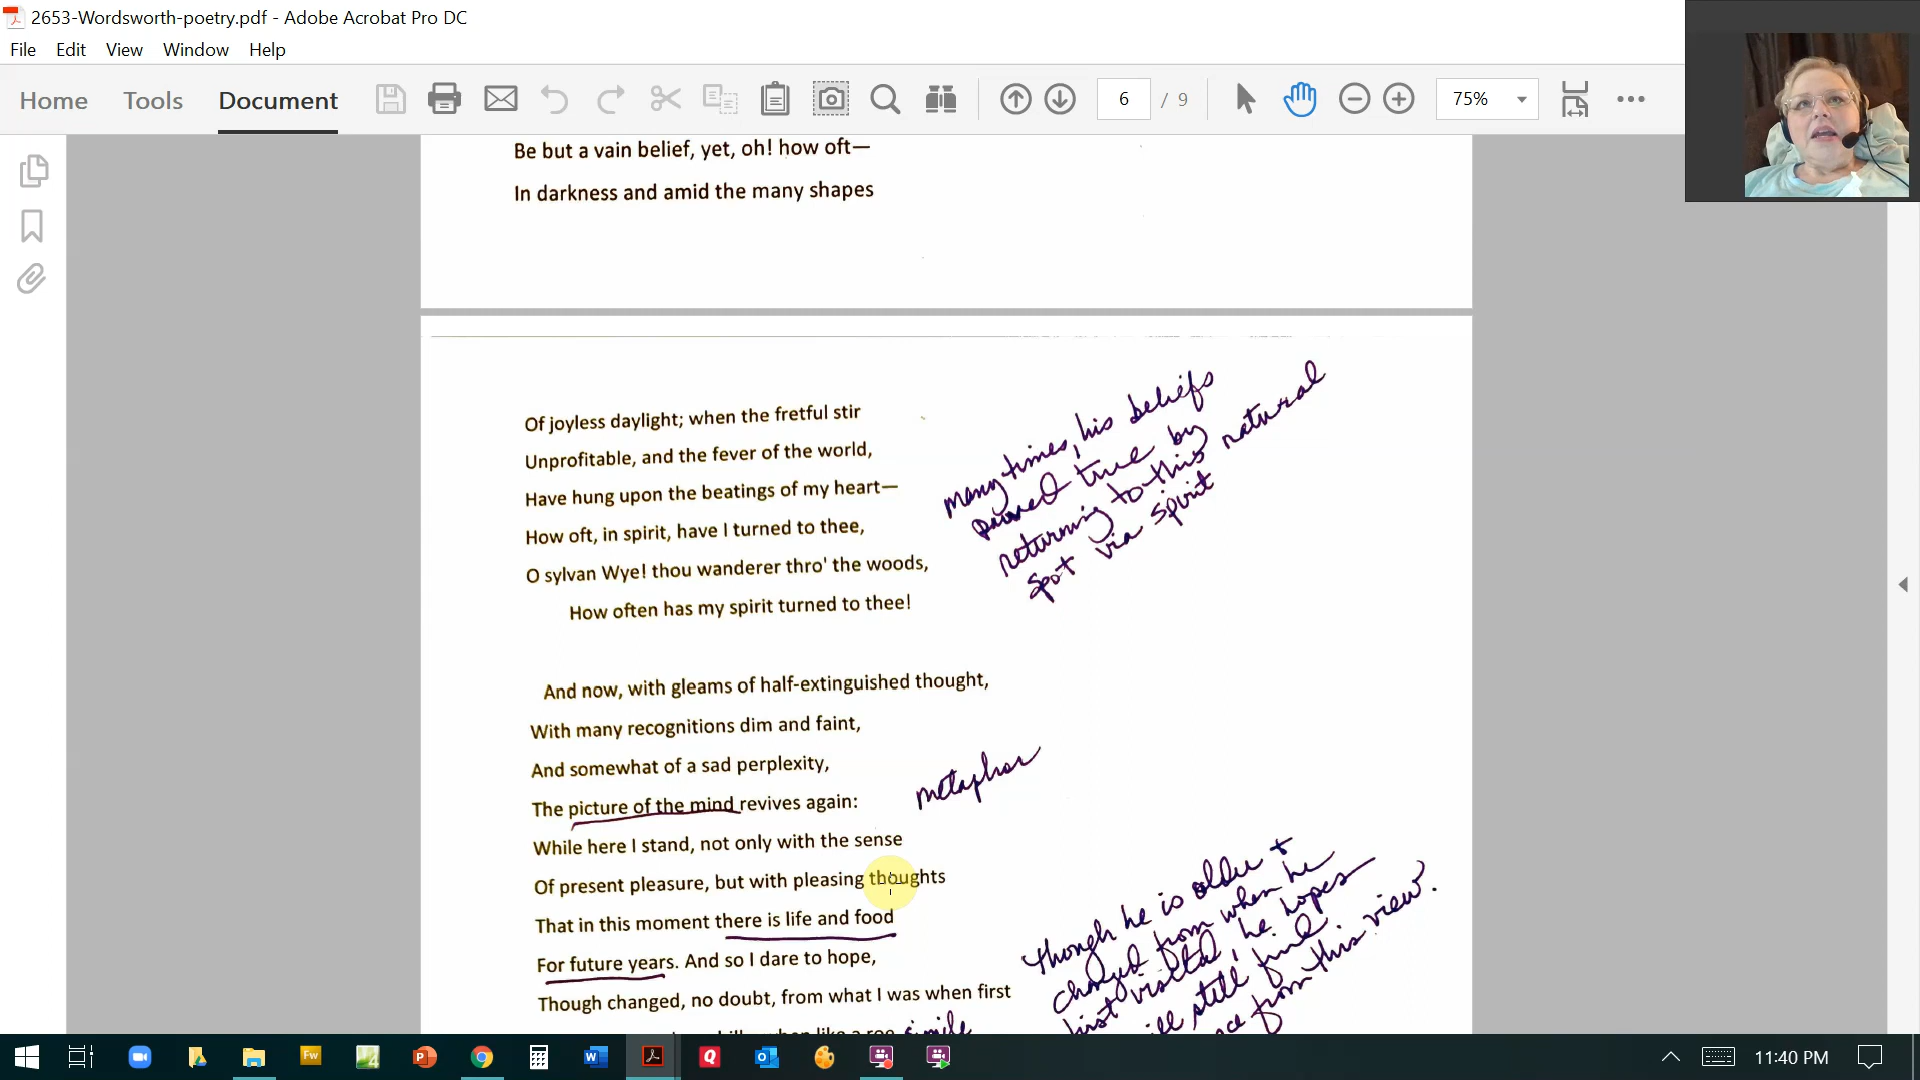 2653-Wordsworth-poetry.pdf - Adobe Acrobat Pro DC
File Edit View Window Help
Home Tools Document 6 / 9 75%
Be but a vain belief, yet, oh! how oft—
In darkness and amid the many shapes
Of joyless daylight; when the fretful stir
Unprofitable, and the fever of the world,
Have hung upon the beatings of my heart—
How oft, in spirit, have I turned to thee,
O sylvan Wye! thou wanderer thro' the woods,
How often has my spirit turned to thee!
many times, his beliefs
proved true by
returning to this natural
spot via spirit
And now, with gleams of half-extinguished thought,
With many recognitions dim and faint,
And somewhat of a sad perplexity,
The picture of the mind revives again:
metaphor
While here I stand, not only with the sense
Of present pleasure, but with pleasing thoughts
That in this moment there is life and food
For future years. And so I dare to hope,
Though changed, no doubt, from what I was when first
when like a roe
simile
though he is older +
changed from when he
first visited, he hopes
still find
from this view.
Fw
11:40 PM